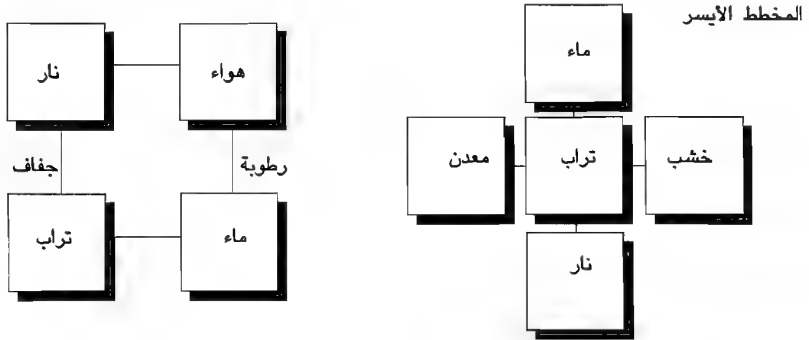 المخطط الأيسر
ماء
خشب
تراب
معدن
نار
هواء
نار
رطوبة
جفاف
ماء
تراب